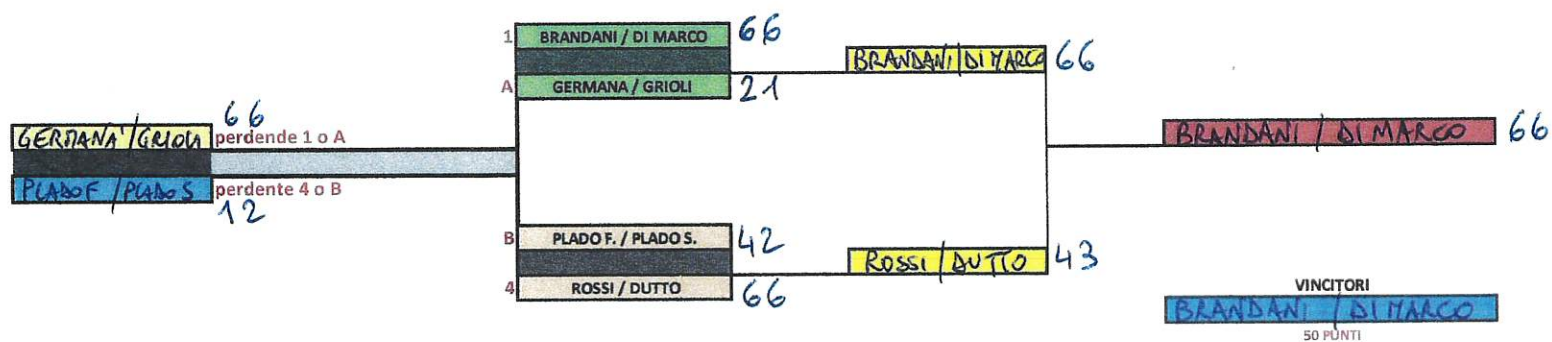 1 BRANDANI / DI MARCO 66
A GERMANA / GRIOLI 21
BRANDANI / DI MARCO 66
GERMANA' / GRIOLI 66
perdende 1 o A
PLADO F / PLADO S 12
perdente 4 o B
BRANDANI / DI MARCO 66
B PLADO F. / PLADO S. 42
4 ROSSI / DUTTO 66
ROSSI / DUTTO 43
VINCITORI
BRANDANI / DI MARCO
50 PUNTI